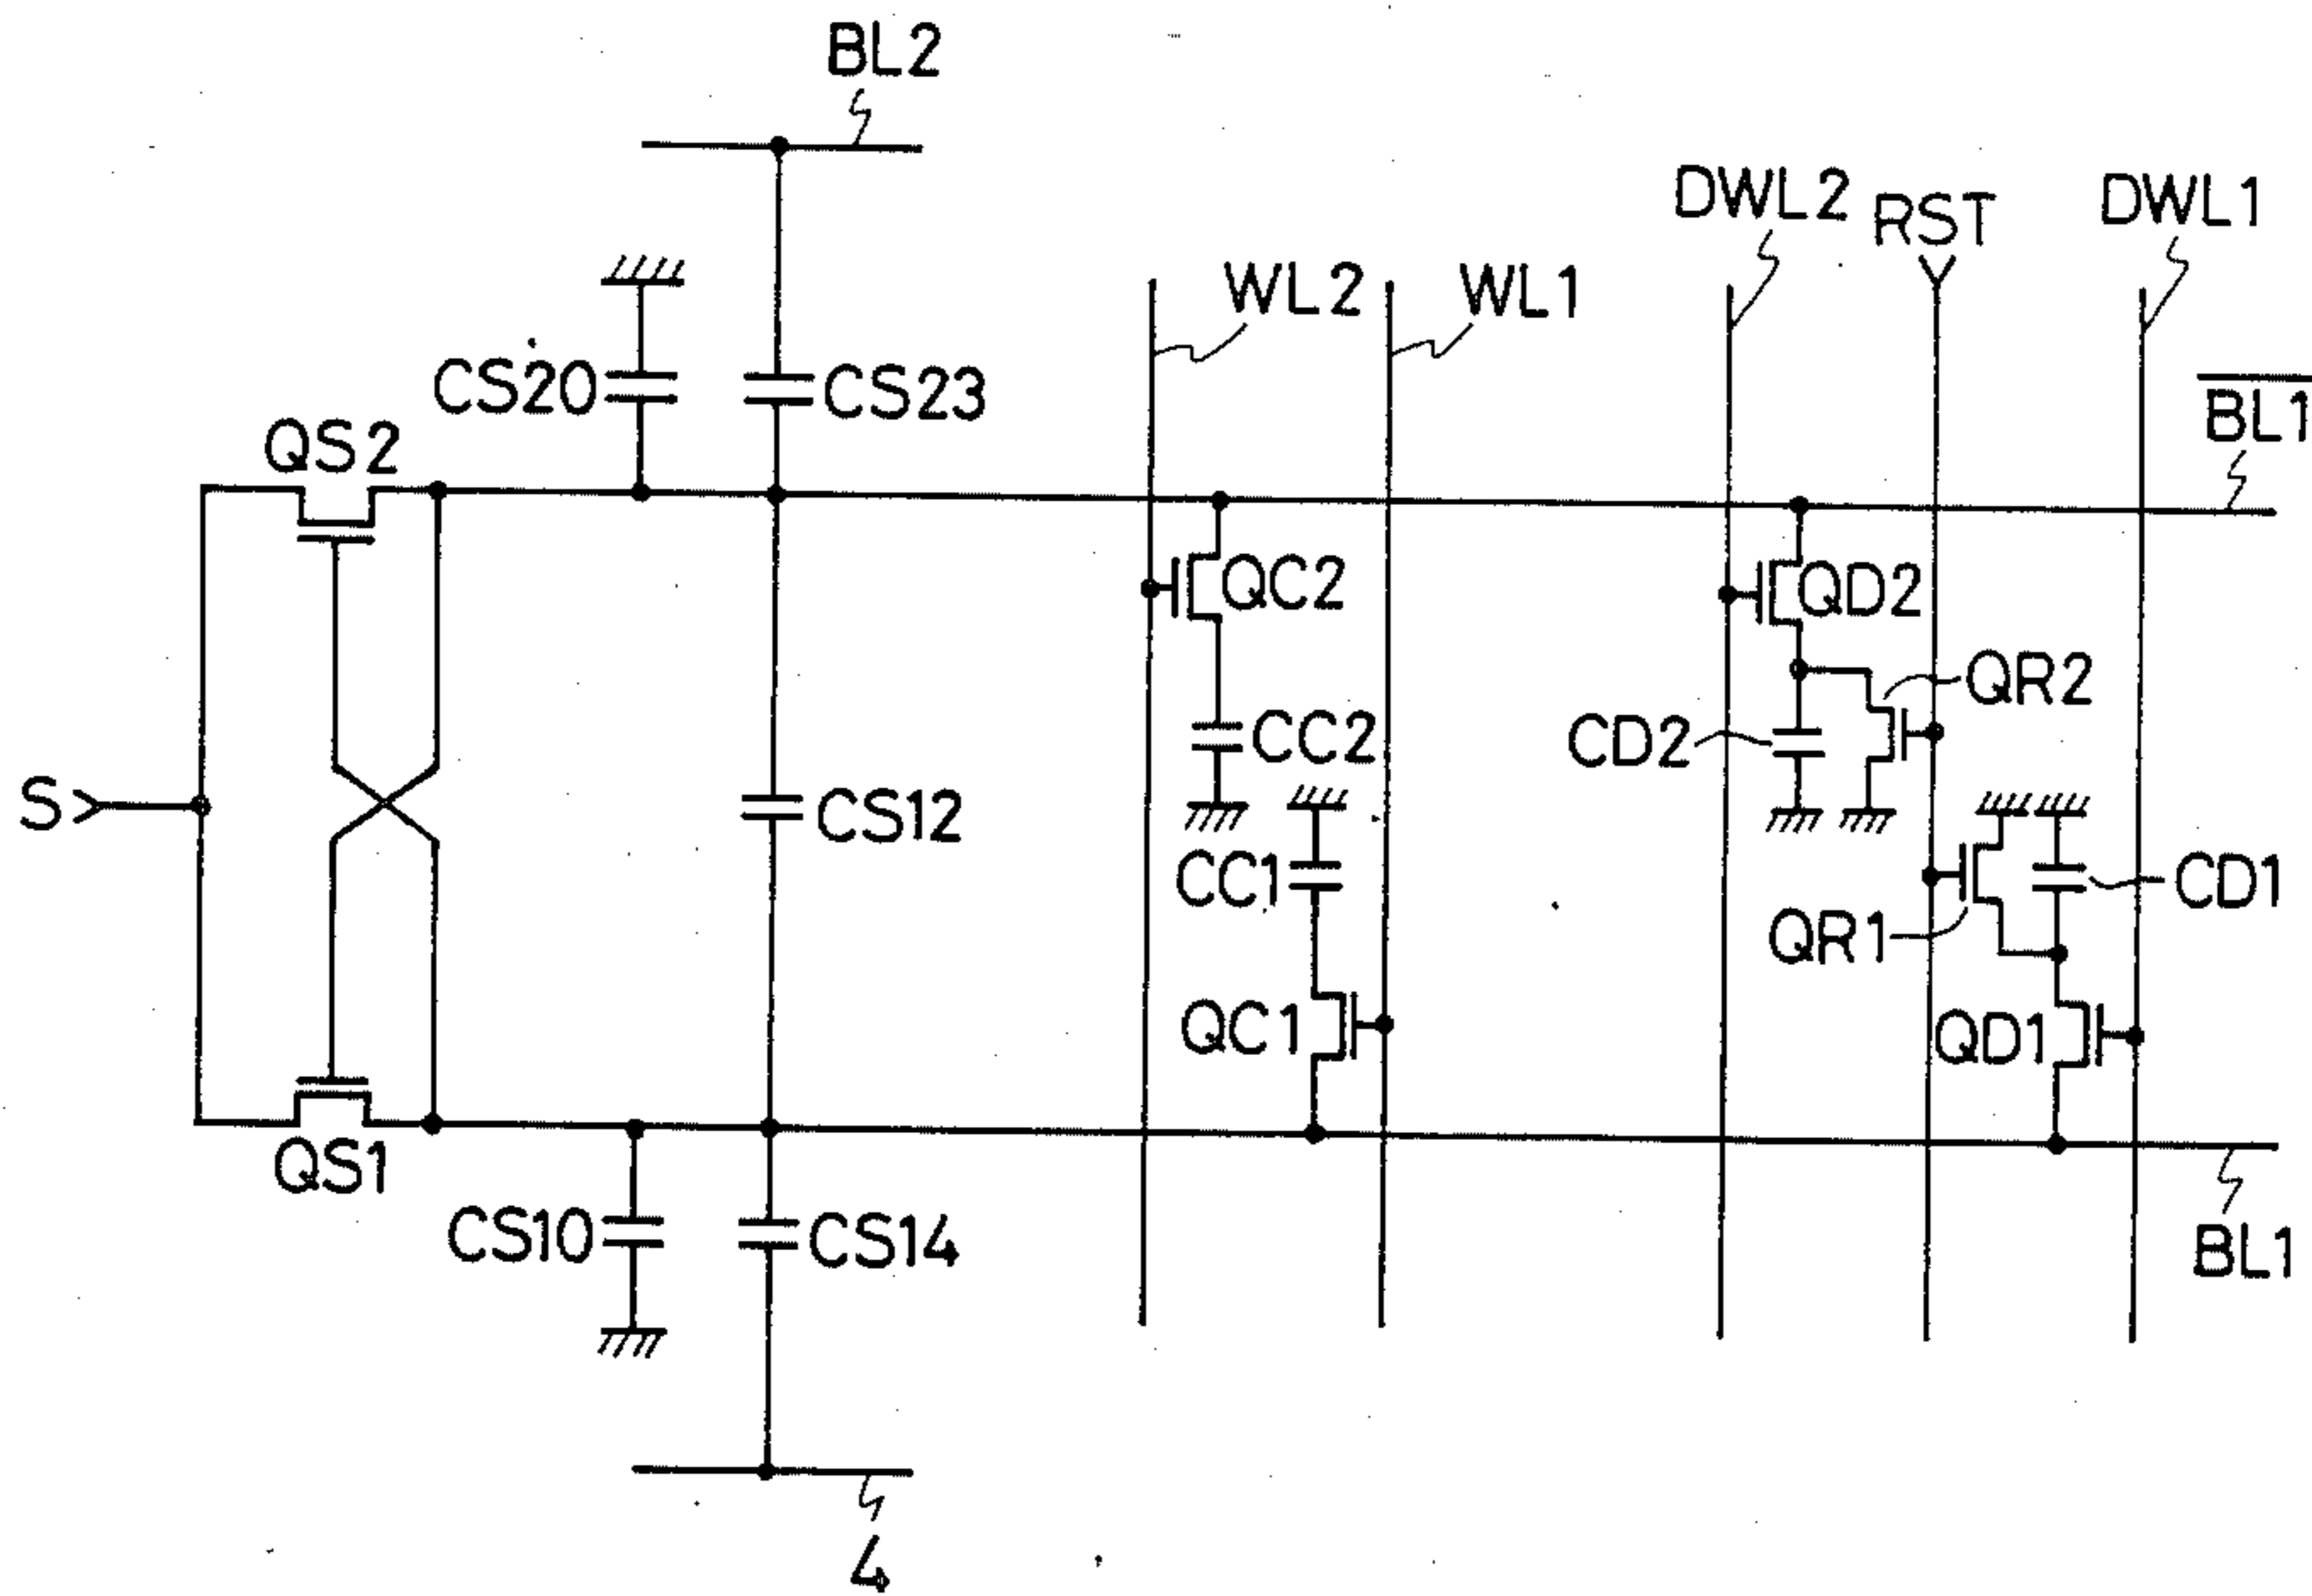 BL2
DWL2
RST
DWL1
WL2
WL1
CS20
CS23
B̅L̅1̅
QS2
QC2
QD2
QR2
CC2
CD2
S
CS12
CC1
CD1
QR1
QC1
QD1
QS1
CS10
CS14
BL1
4